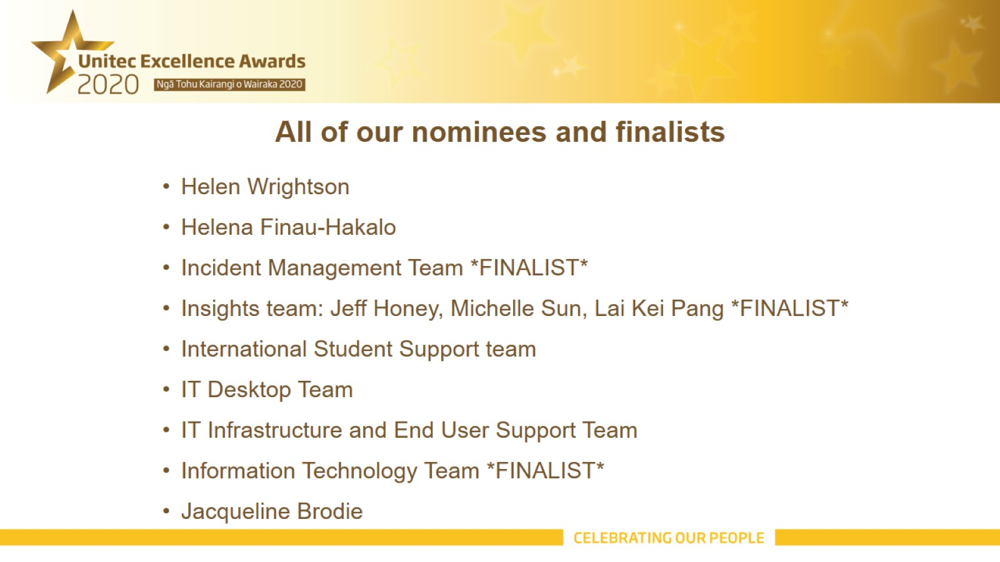 Unitec Excellence Awards
2020 Ngā Tohu Kairangi o Wairaka 2020
All of our nominees and finalists
• Helen Wrightson
• Helena Finau-Hakalo
• Incident Management Team *FINALIST*
• Insights team: Jeff Honey, Michelle Sun, Lai Kei Pang *FINALIST*
• International Student Support team
• IT Desktop Team
• IT Infrastructure and End User Support Team
• Information Technology Team *FINALIST*
• Jacqueline Brodie
CELEBRATING OUR PEOPLE